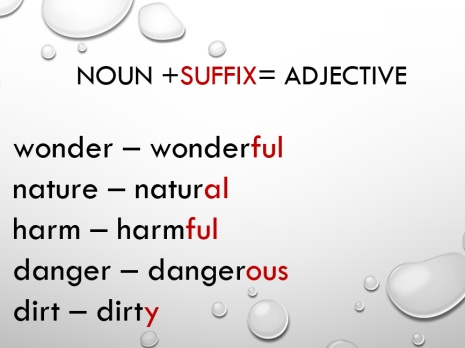 NOUN +SUFFIX= ADJECTIVE
wonder – wonderful
nature – natural
harm – harmful
danger – dangerous
dirt – dirty